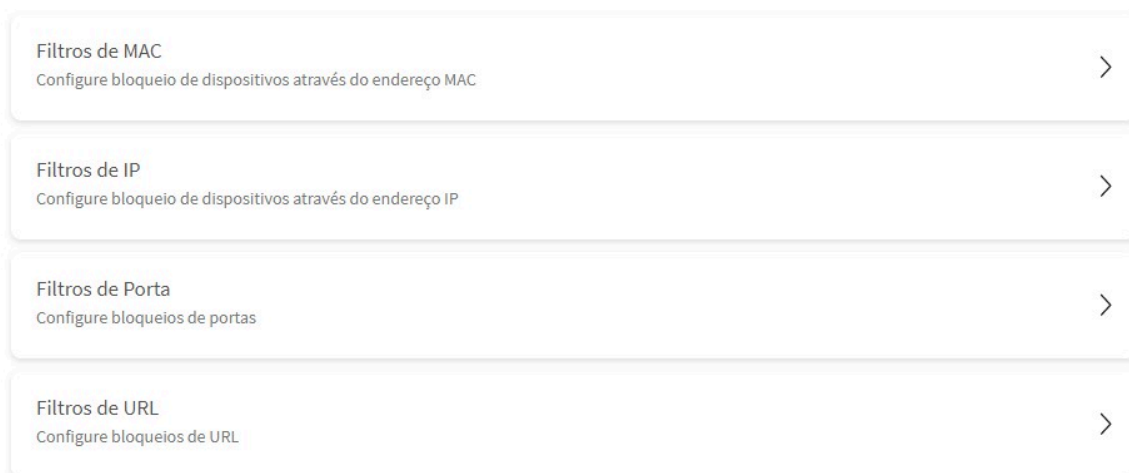 Filtros de MAC
Configure bloqueio de dispositivos através do endereço MAC
Filtros de IP
Configure bloqueio de dispositivos através do endereço IP
Filtros de Porta
Configure bloqueios de portas
Filtros de URL
Configure bloqueios de URL